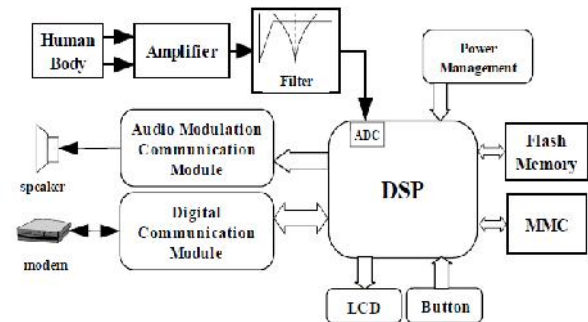 Human
Body
Amplifier
Filter
Power
Management
Audio Modulation
Communication
Module
speaker
ADC
DSP
Flash
Memory
Digital
Communication
Module
modem
MMC
LCD
Button